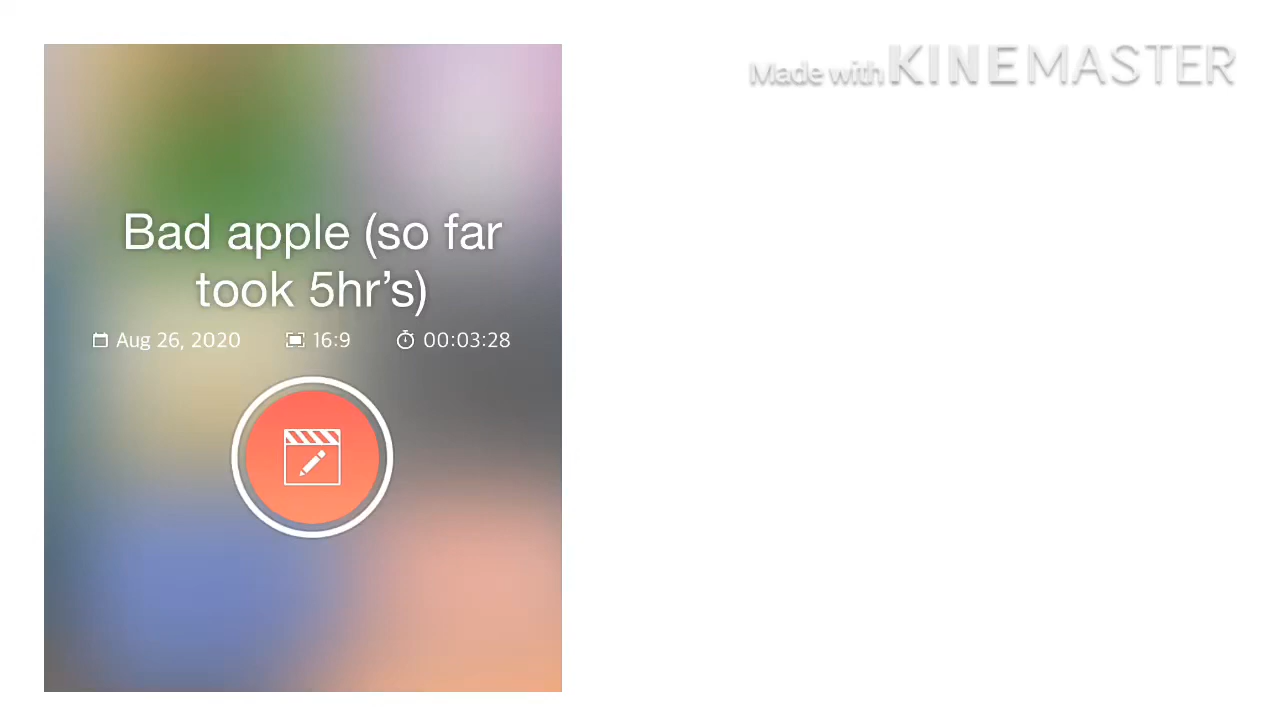 Made with KINEMASTER
Bad apple (so far
took 5hr’s)
Aug 26, 2020 16:9 00:03:28